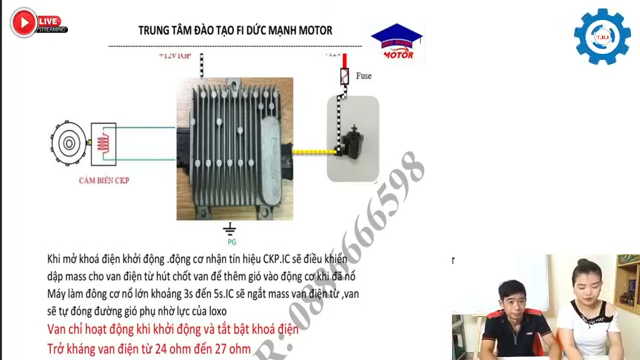 LIVE
STREAMING
TRUNG TÂM ĐÀO TẠO FI DỨC MẠNH MOTOR
MOTOR
T.R.I
+12V IGP
Fuse
CẢM BIẾN CKP
PG
Khi mở khoá điện khởi động .động cơ nhận tín hiệu CKP.IC sẽ điều khiển
dập mass cho van điện từ hút chốt van để thêm gió vào động cơ khi đã nổ
Máy làm đông cơ nổ lớn khoảng 3s đến 5s.IC sẽ ngắt mass van điện từ ,van
sẽ tự đóng đường gió phụ nhờ lực của loxo
Van chỉ hoạt động khi khởi động và tắt bật khoá điện
Trở kháng van điện từ 24 ohm đến 27 ohm
R: 0886666598